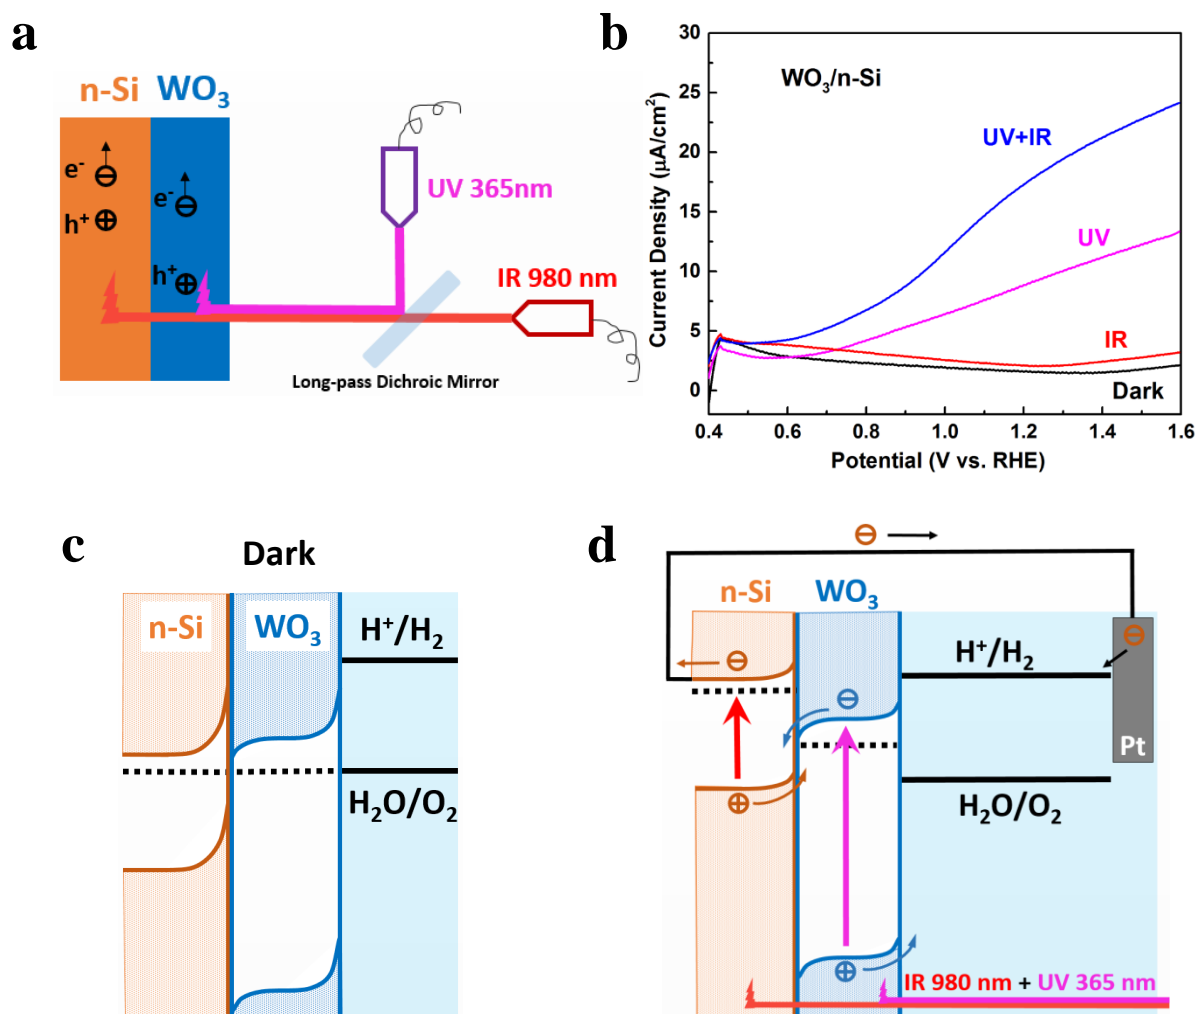 a
n-Si WO3
e-
h+
e-
h+
UV 365nm
IR 980 nm
Long-pass Dichroic Mirror
b
WO3/n-Si
UV+IR
UV
IR
Dark
Current Density (µA/cm2)
30
25
20
15
10
5
0
0.4 0.6 0.8 1.0 1.2 1.4 1.6
Potential (V vs. RHE)
c
Dark
n-Si WO3
H+/H2
H2O/O2
d
n-Si WO3
H+/H2
Pt
H2O/O2
IR 980 nm + UV 365 nm